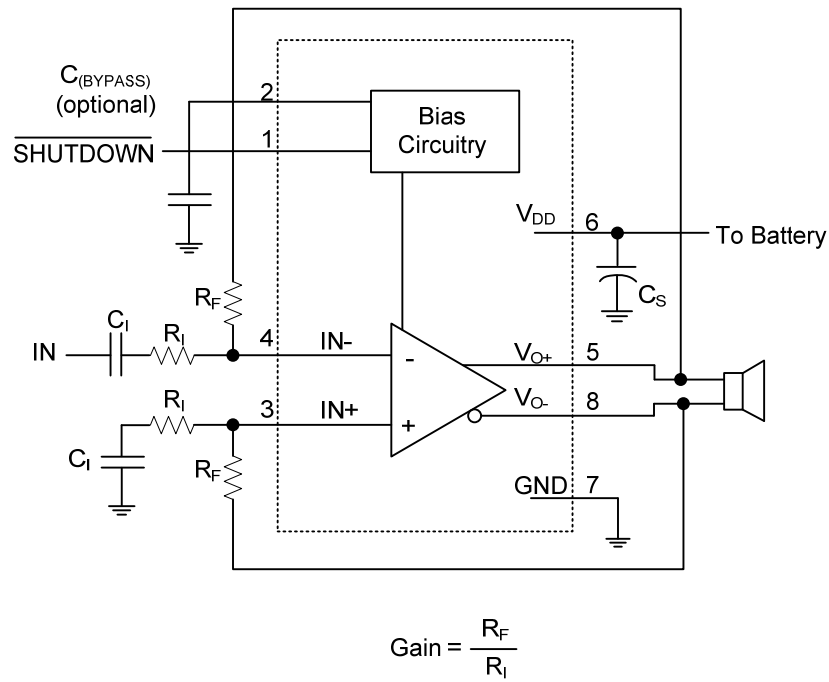 C(BYPASS)
(optional)
2
Bias
Circuitry
SHUTDOWN
1
VDD
6
To Battery
CS
RF
CI
RI
4
IN
IN-
-
VO+
5
VO-
8
RI
3
IN+
+
CI
RF
GND
7
Gain = RF
RI